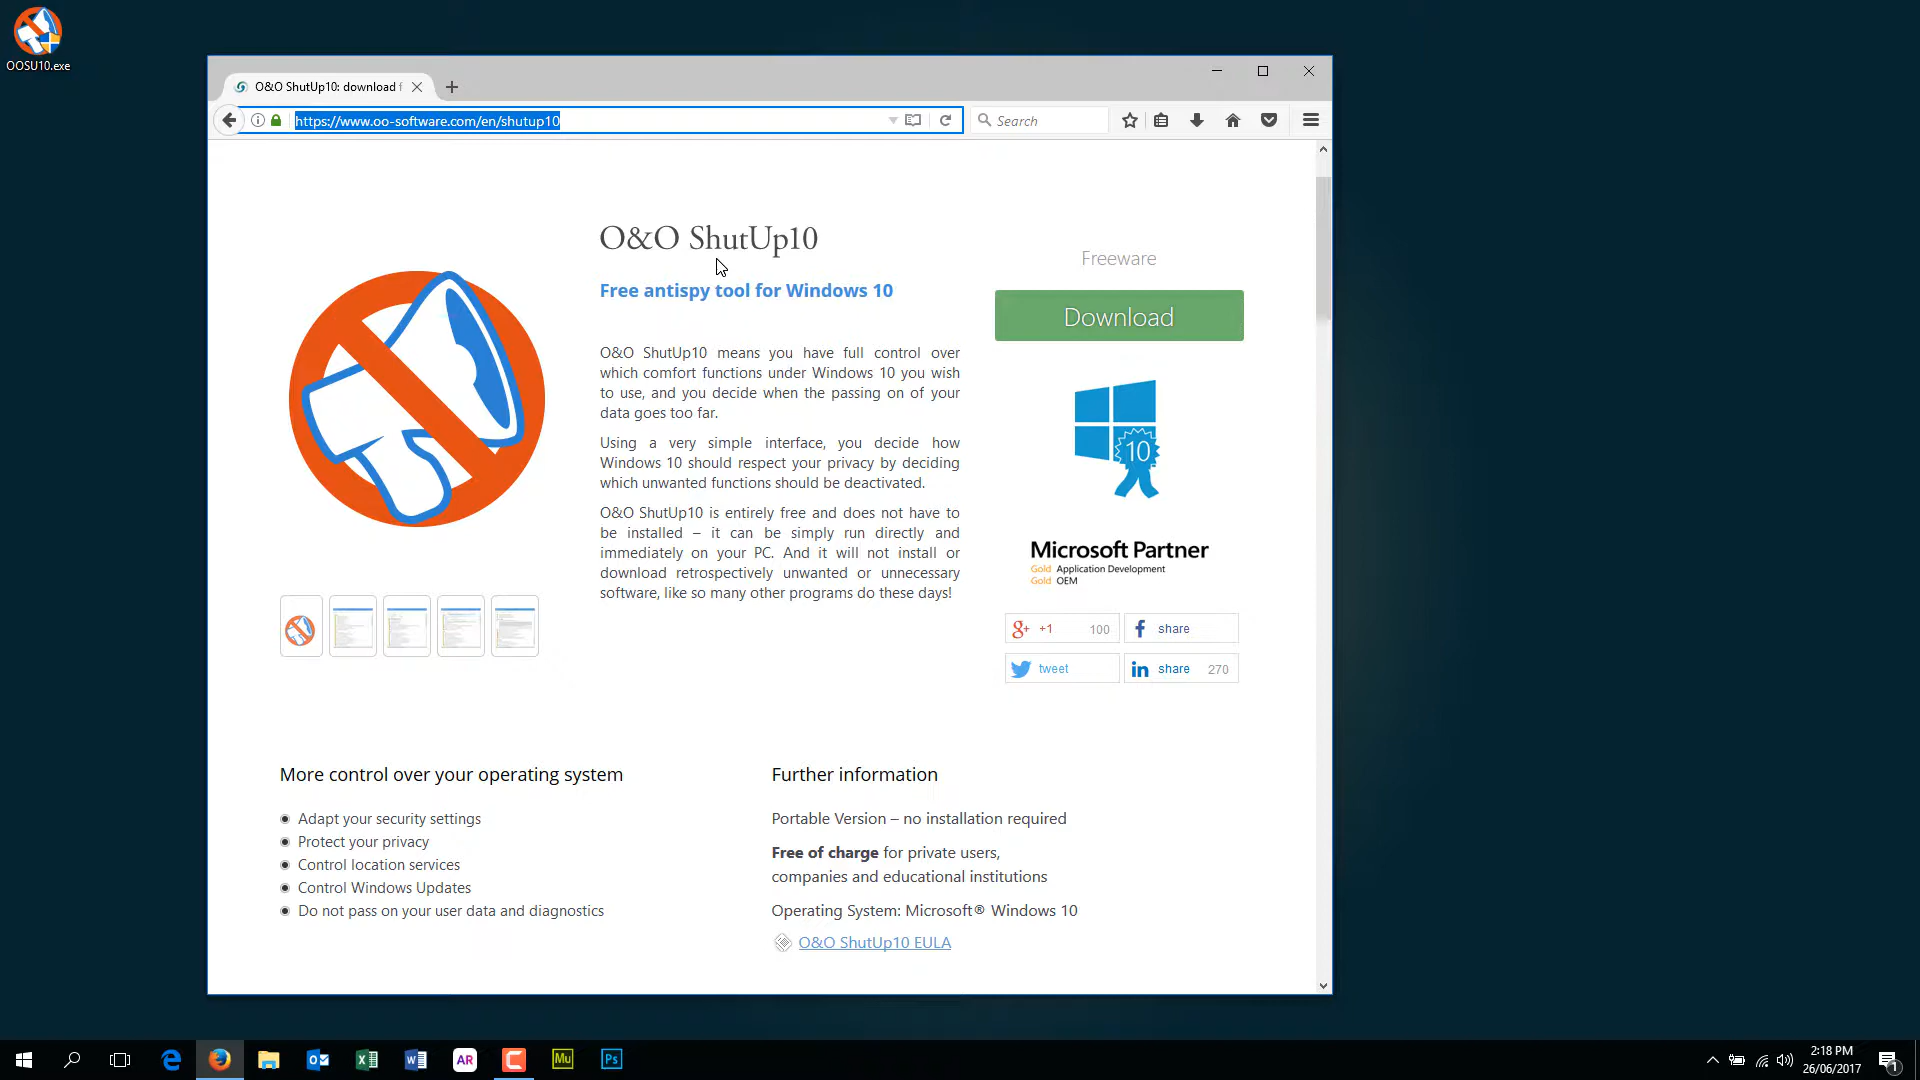 OOSU10.exe
O&O ShutUp10: download f
https://www.oo-software.com/en/shutup10
Search
O&O ShutUp10
Free antispy tool for Windows 10
O&O ShutUp10 means you have full control over
which comfort functions under Windows 10 you wish
to use, and you decide when the passing on of your
data goes too far.
Using a very simple interface, you decide how
Windows 10 should respect your privacy by deciding
which unwanted functions should be deactivated.
O&O ShutUp10 is entirely free and does not have to
be installed – it can be simply run directly and
immediately on your PC. And it will not install or
download retrospectively unwanted or unnecessary
software, like so many other programs do these days!
Freeware
Download
10
Microsoft Partner
Gold Application Development
Gold OEM
g+ +1 100
f share
tweet
in share 270
More control over your operating system
Adapt your security settings
Protect your privacy
Control location services
Control Windows Updates
Do not pass on your user data and diagnostics
Further information
Portable Version – no installation required
Free of charge for private users,
companies and educational institutions
Operating System: Microsoft® Windows 10
O&O ShutUp10 EULA
AR
Mu
Ps
2:18 PM
26/06/2017
1